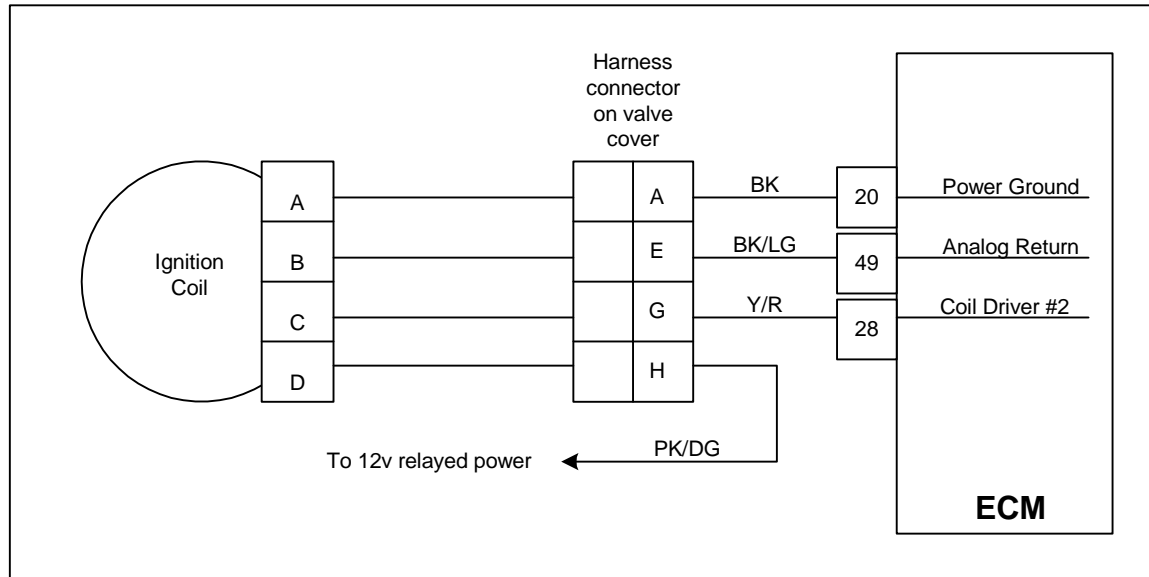 Harness
connector
on valve
cover
Ignition
Coil
A
B
C
D
A
E
G
H
BK
BK/LG
Y/R
20
49
28
Power Ground
Analog Return
Coil Driver #2
PK/DG
To 12v relayed power
ECM